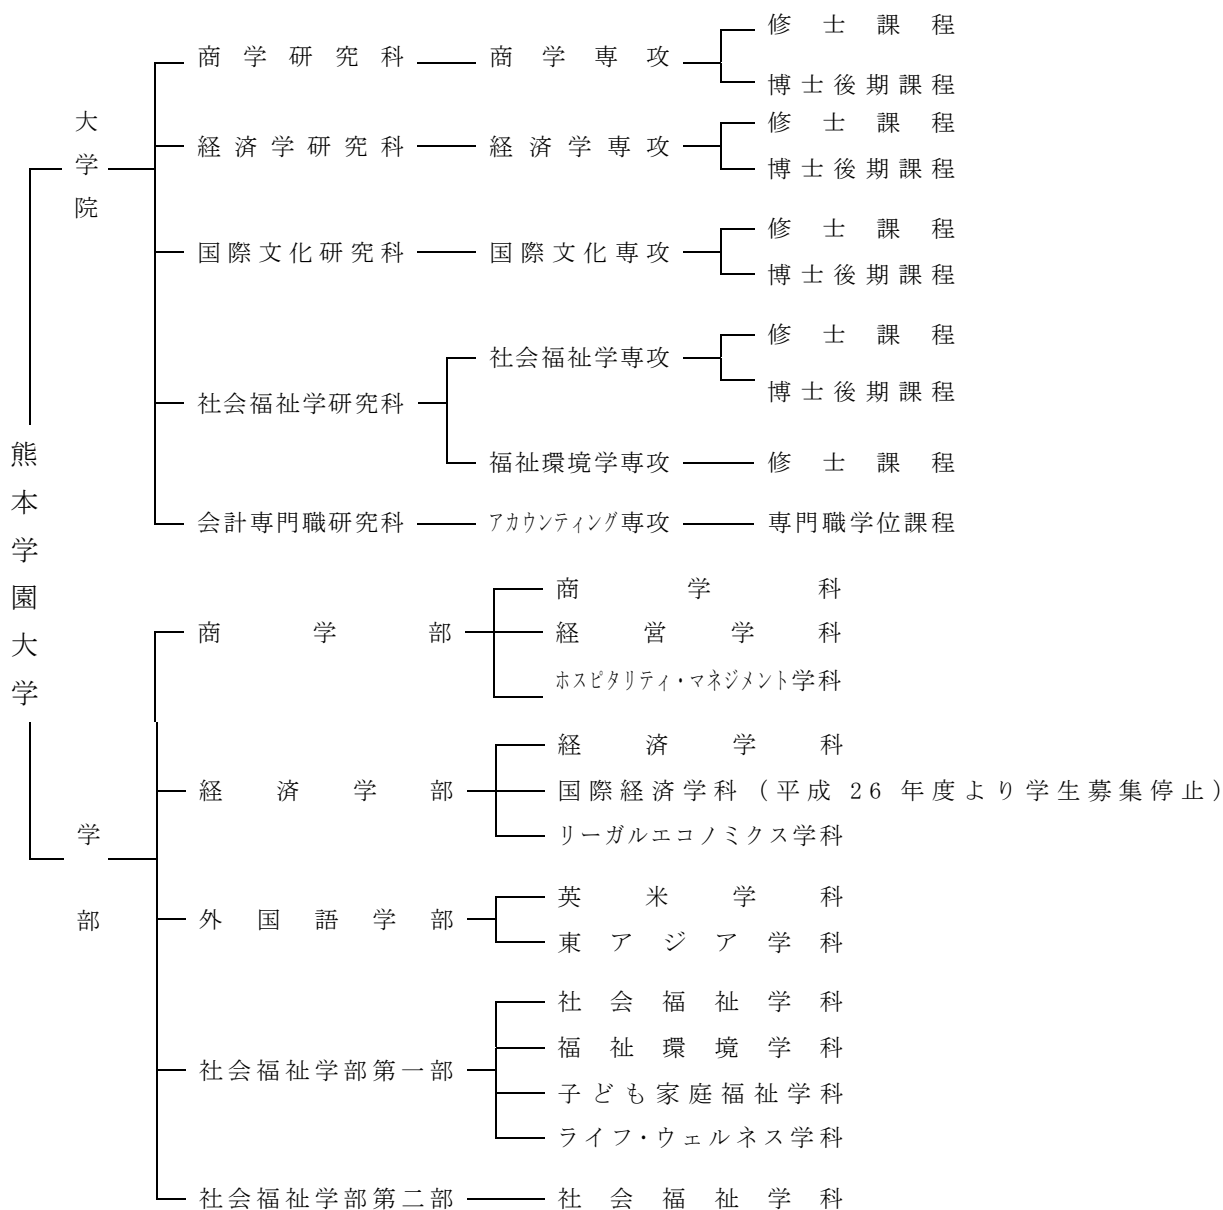 熊本学園大学
大学院
商学研究科 商学専攻 修士課程
博士後期課程
経済学研究科 経済学専攻 修士課程
博士後期課程
国際文化研究科 国際文化専攻 修士課程
博士後期課程
社会福祉学研究科 社会福祉学専攻 修士課程
博士後期課程
福祉環境学専攻 修士課程
会計専門職研究科 アカウンティング専攻 専門職学位課程
学部
商学部 商学科
経営学科
ホスピタリティ・マネジメント学科
経済学部 経済学科
国際経済学科（平成 26 年度より学生募集停止）
リーガルエコノミクス学科
外国語学部 英米学科
東アジア学科
社会福祉学部第一部 社会福祉学科
福祉環境学科
子ども家庭福祉学科
ライフ・ウェルネス学科
社会福祉学部第二部 社会福祉学科